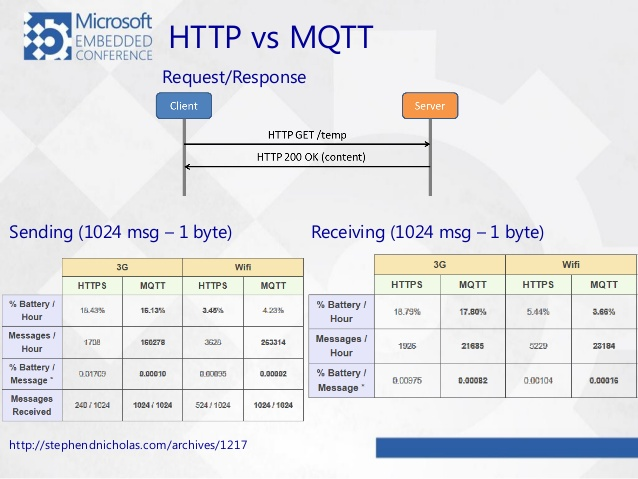 Microsoft
EMBEDDED
CONFERENCE
HTTP vs MQTT
Request/Response
Client
Server
HTTP GET /temp
HTTP 200 OK (content)
Sending (1024 msg – 1 byte)
3G Wifi
HTTPS MQTT HTTPS MQTT
% Battery / Hour 18.43% 16.13% 3.45% 4.23%
Messages / Hour 1708 160278 3628 263314
% Battery / Message * 0.01709 0.00010 0.00095 0.00002
Messages Received 240 / 1024 1024 / 1024 524 / 1024 1024 / 1024
Receiving (1024 msg – 1 byte)
3G Wifi
HTTPS MQTT HTTPS MQTT
% Battery / Hour 18.79% 17.80% 5.44% 3.66%
Messages / Hour 1926 21685 5229 23184
% Battery / Message * 0.00975 0.00082 0.00104 0.00016
http://stephendnicholas.com/archives/1217